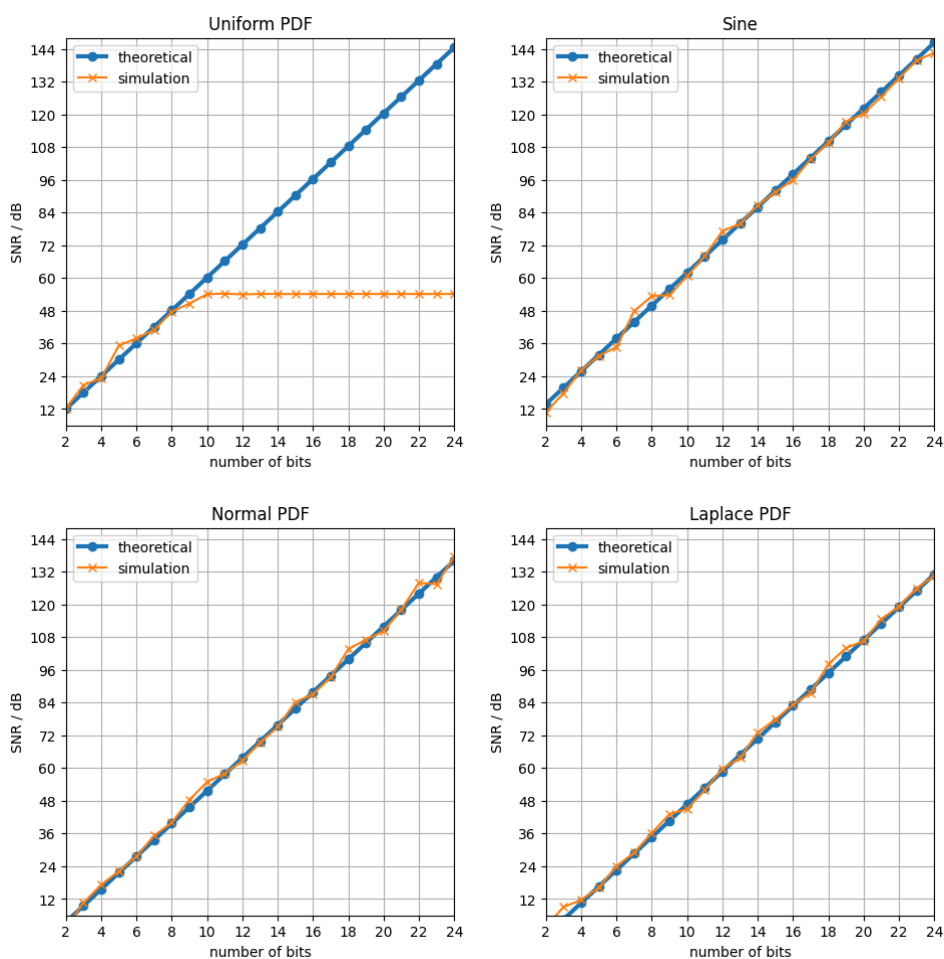 Uniform PDF
theoretical
simulation
SNR / dB
144
132
120
108
96
84
72
60
48
36
24
12
2 4 6 8 10 12 14 16 18 20 22 24
number of bits
Sine
theoretical
simulation
SNR / dB
144
132
120
108
96
84
72
60
48
36
24
12
2 4 6 8 10 12 14 16 18 20 22 24
number of bits
Normal PDF
theoretical
simulation
SNR / dB
144
132
120
108
96
84
72
60
48
36
24
12
2 4 6 8 10 12 14 16 18 20 22 24
number of bits
Laplace PDF
theoretical
simulation
SNR / dB
144
132
120
108
96
84
72
60
48
36
24
12
2 4 6 8 10 12 14 16 18 20 22 24
number of bits